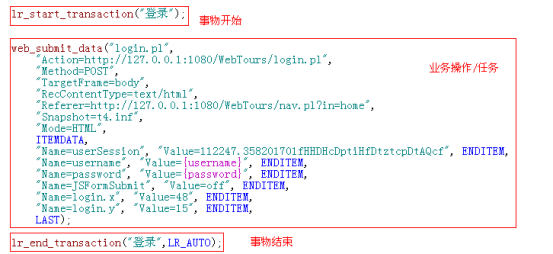 lr_start_transaction("登录");
事物开始
web_submit_data("login.pl",
"Action=http://127.0.0.1:1080/WebTours/login.pl",
业务操作/任务
"Method=POST",
"TargetFrame=body",
"RecContentType=text/html",
"Referer=http://127.0.0.1:1080/WebTours/nav.pl?in=home",
"Snapshot=t4.inf",
"Mode=HTML",
ITEMDATA,
"Name=userSession", "Value=112247.358201701fHHDHcDptiHfDtztcpDtAQcf", ENDITEM,
"Name=username", "Value={username}", ENDITEM,
"Name=password", "Value={password}", ENDITEM,
"Name=JSFormSubmit", "Value=off", ENDITEM,
"Name=login.x", "Value=48", ENDITEM,
"Name=login.y", "Value=15", ENDITEM,
LAST);
lr_end_transaction("登录",LR_AUTO);
事物结束